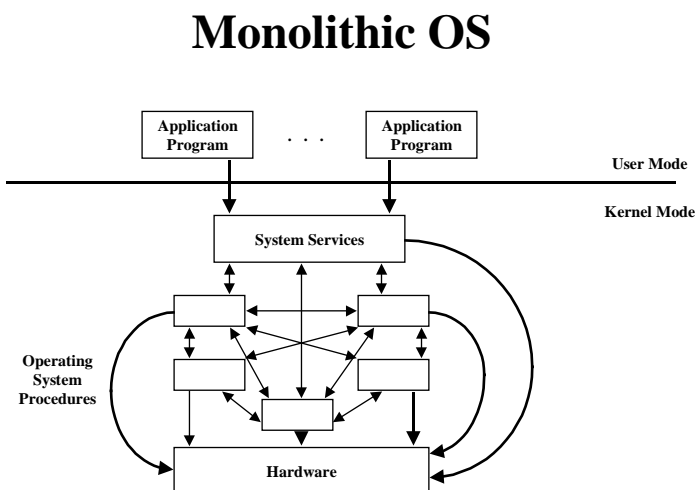 Monolithic OS
Application
Program
. . .
Application
Program
User Mode
Kernel Mode
System Services
Operating
System
Procedures
Hardware